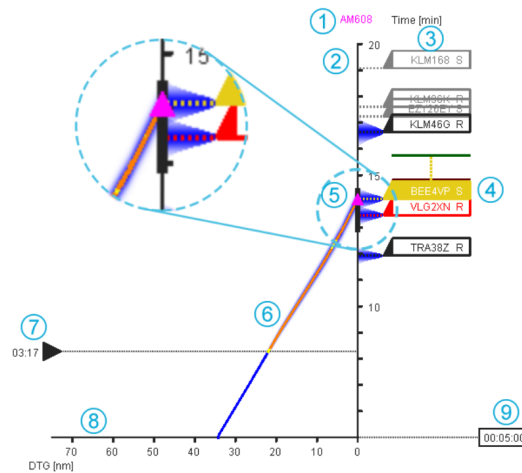 ① AM608 Time [min]
② 20 ③
KLM168 S
15
KLM46G R
15
⑤ BEE4VP S ④
VLG2XN R
TRA38Z R
10
⑥
⑦
03:17
⑧ ⑨
00:05:00
70 60 50 40 30 20 10 0
DTG [nm]